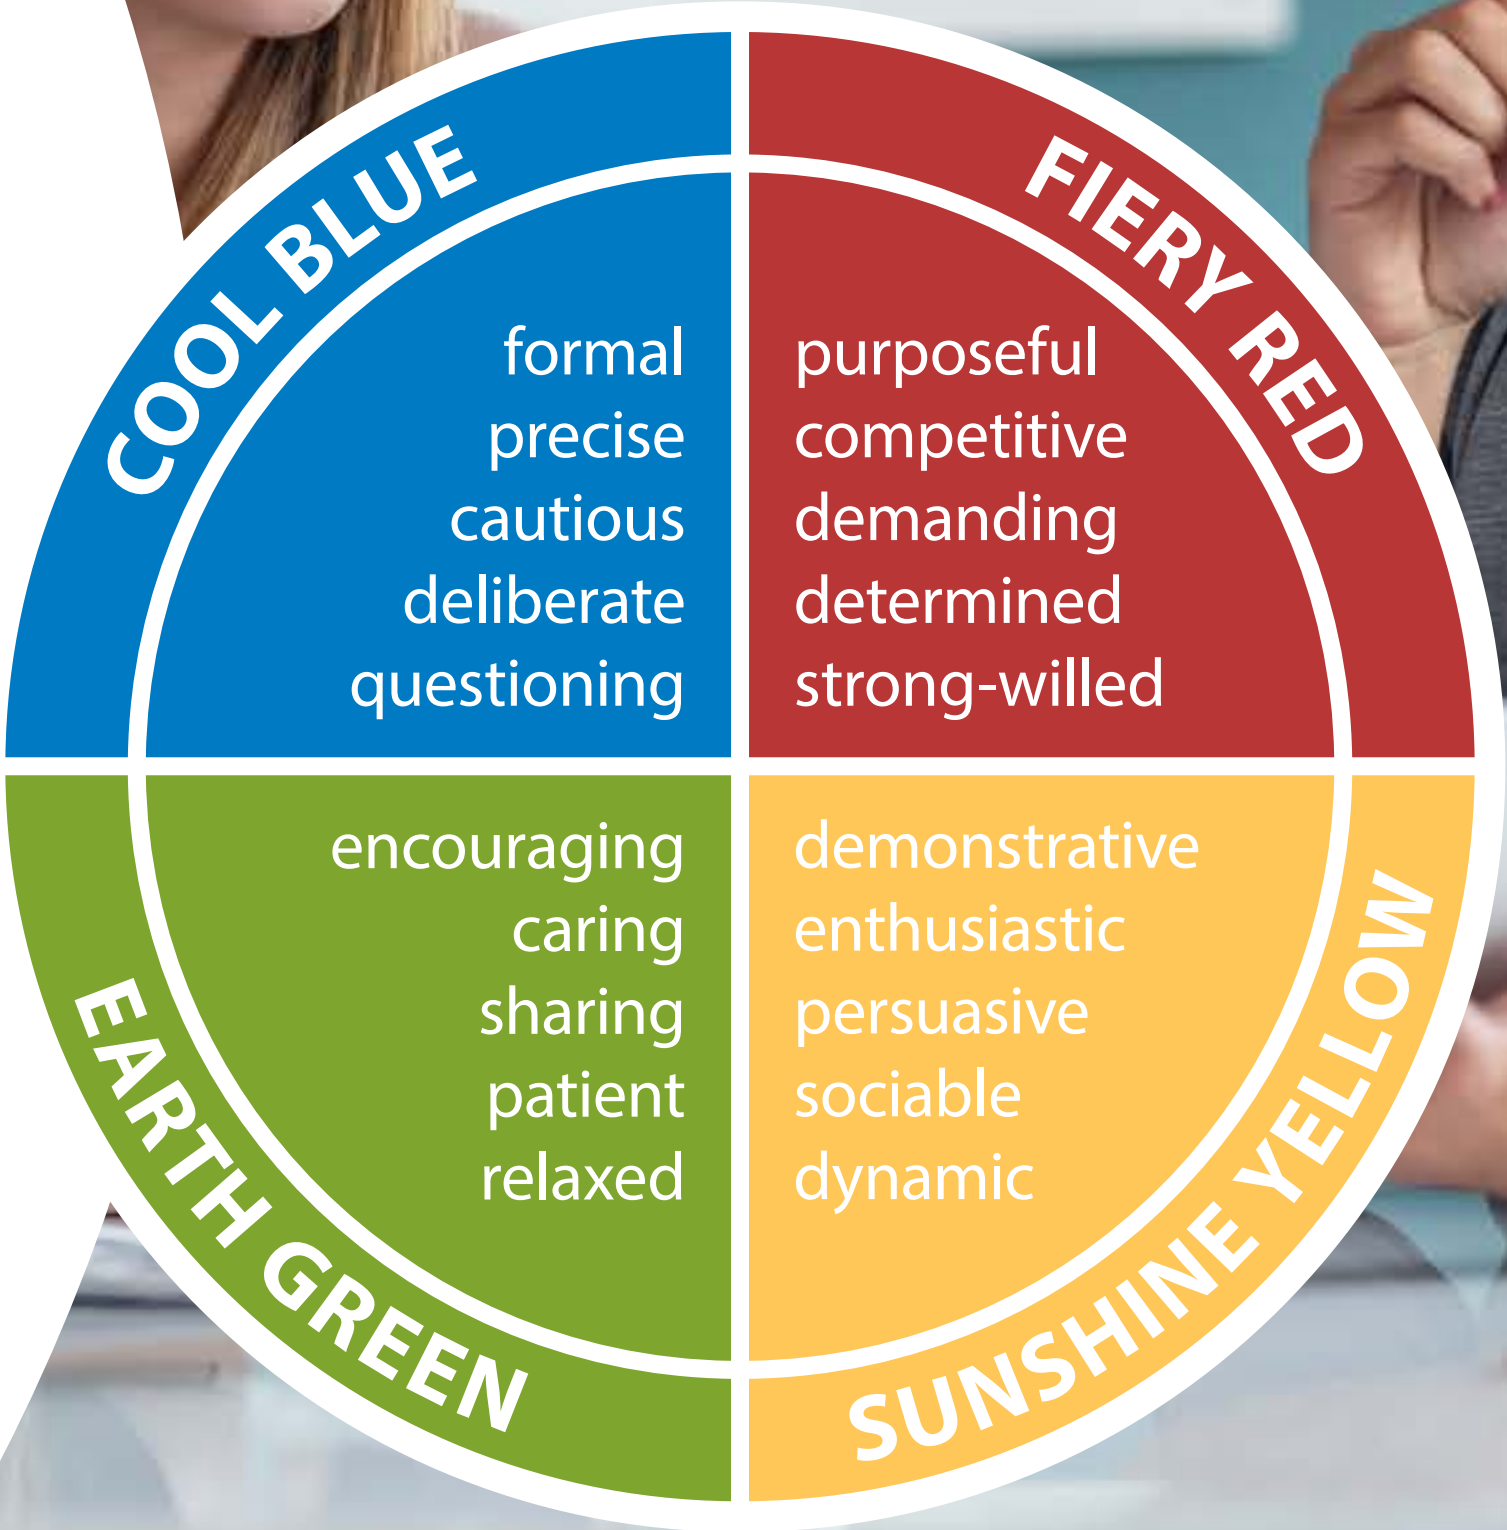 COOL BLUE
formal
precise
cautious
deliberate
questioning
FIERY RED
purposeful
competitive
demanding
determined
strong-willed
EARTH GREEN
encouraging
caring
sharing
patient
relaxed
SUNSHINE YELLOW
demonstrative
enthusiastic
persuasive
sociable
dynamic